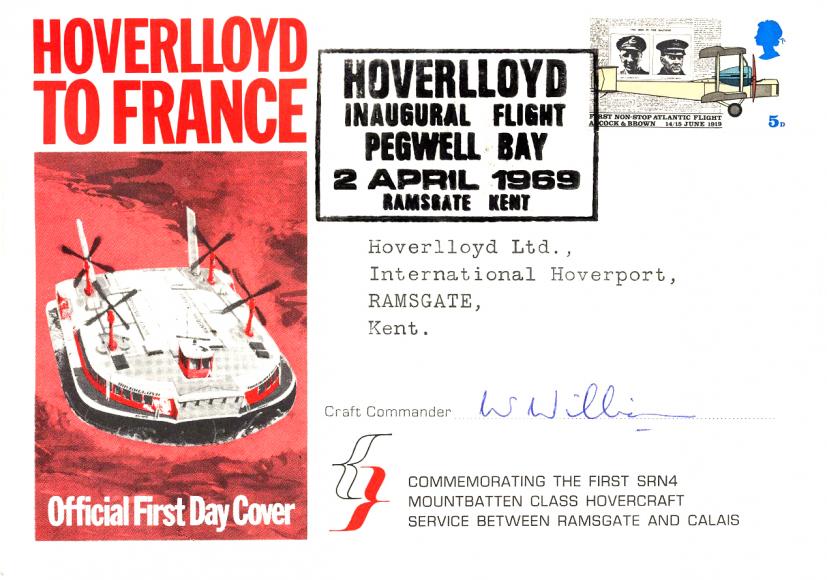 HOVERLLOYD
TO FRANCE
HOVERLLOYD
INAUGURAL FLIGHT
PEGWELL BAY
2 APRIL 1969
RAMSGATE KENT
FIRST NON-STOP ATLANTIC FLIGHT
ALCOCK & BROWN 14/15 JUNE 1919
5D
Hoverlloyd Ltd.,
International Hoverport,
RAMSGATE,
Kent.
HOVERLLOYD
Craft Commander W Williams
COMMEMORATING THE FIRST SRN4
MOUNTBATTEN CLASS HOVERCRAFT
SERVICE BETWEEN RAMSGATE AND CALAIS
Official First Day Cover